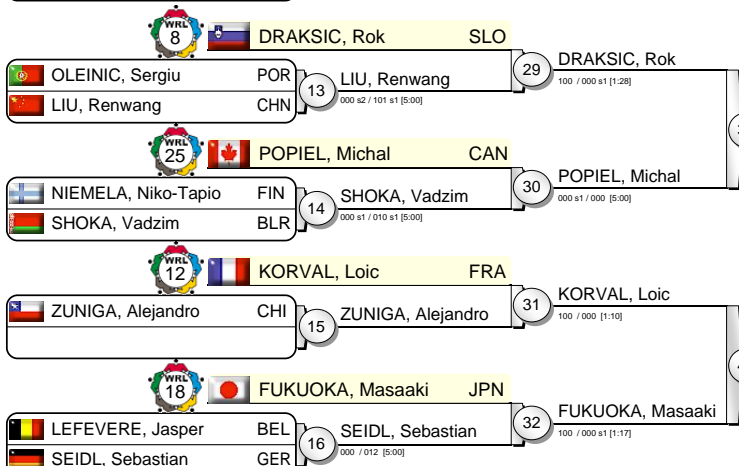 WRL 8 DRAKSIC, Rok SLO
OLEINIC, Sergiu POR
LIU, Renwang CHN
13 LIU, Renwang
000 s2 / 101 s1 [5:00]
29 DRAKSIC, Rok
100 / 000 s1 [1:28]
WRL 25 POPIEL, Michal CAN
NIEMELA, Niko-Tapio FIN
SHOKA, Vadzim BLR
14 SHOKA, Vadzim
000 s1 / 010 s1 [5:00]
30 POPIEL, Michal
000 s1 / 000 [5:00]
WRL 12 KORVAL, Loic FRA
ZUNIGA, Alejandro CHI
15 ZUNIGA, Alejandro
31 KORVAL, Loic
100 / 000 [1:10]
WRL 18 FUKUOKA, Masaaki JPN
LEFEVERE, Jasper BEL
SEIDL, Sebastian GER
16 SEIDL, Sebastian
000 / 012 [5:00]
32 FUKUOKA, Masaaki
100 / 000 s1 [1:17]